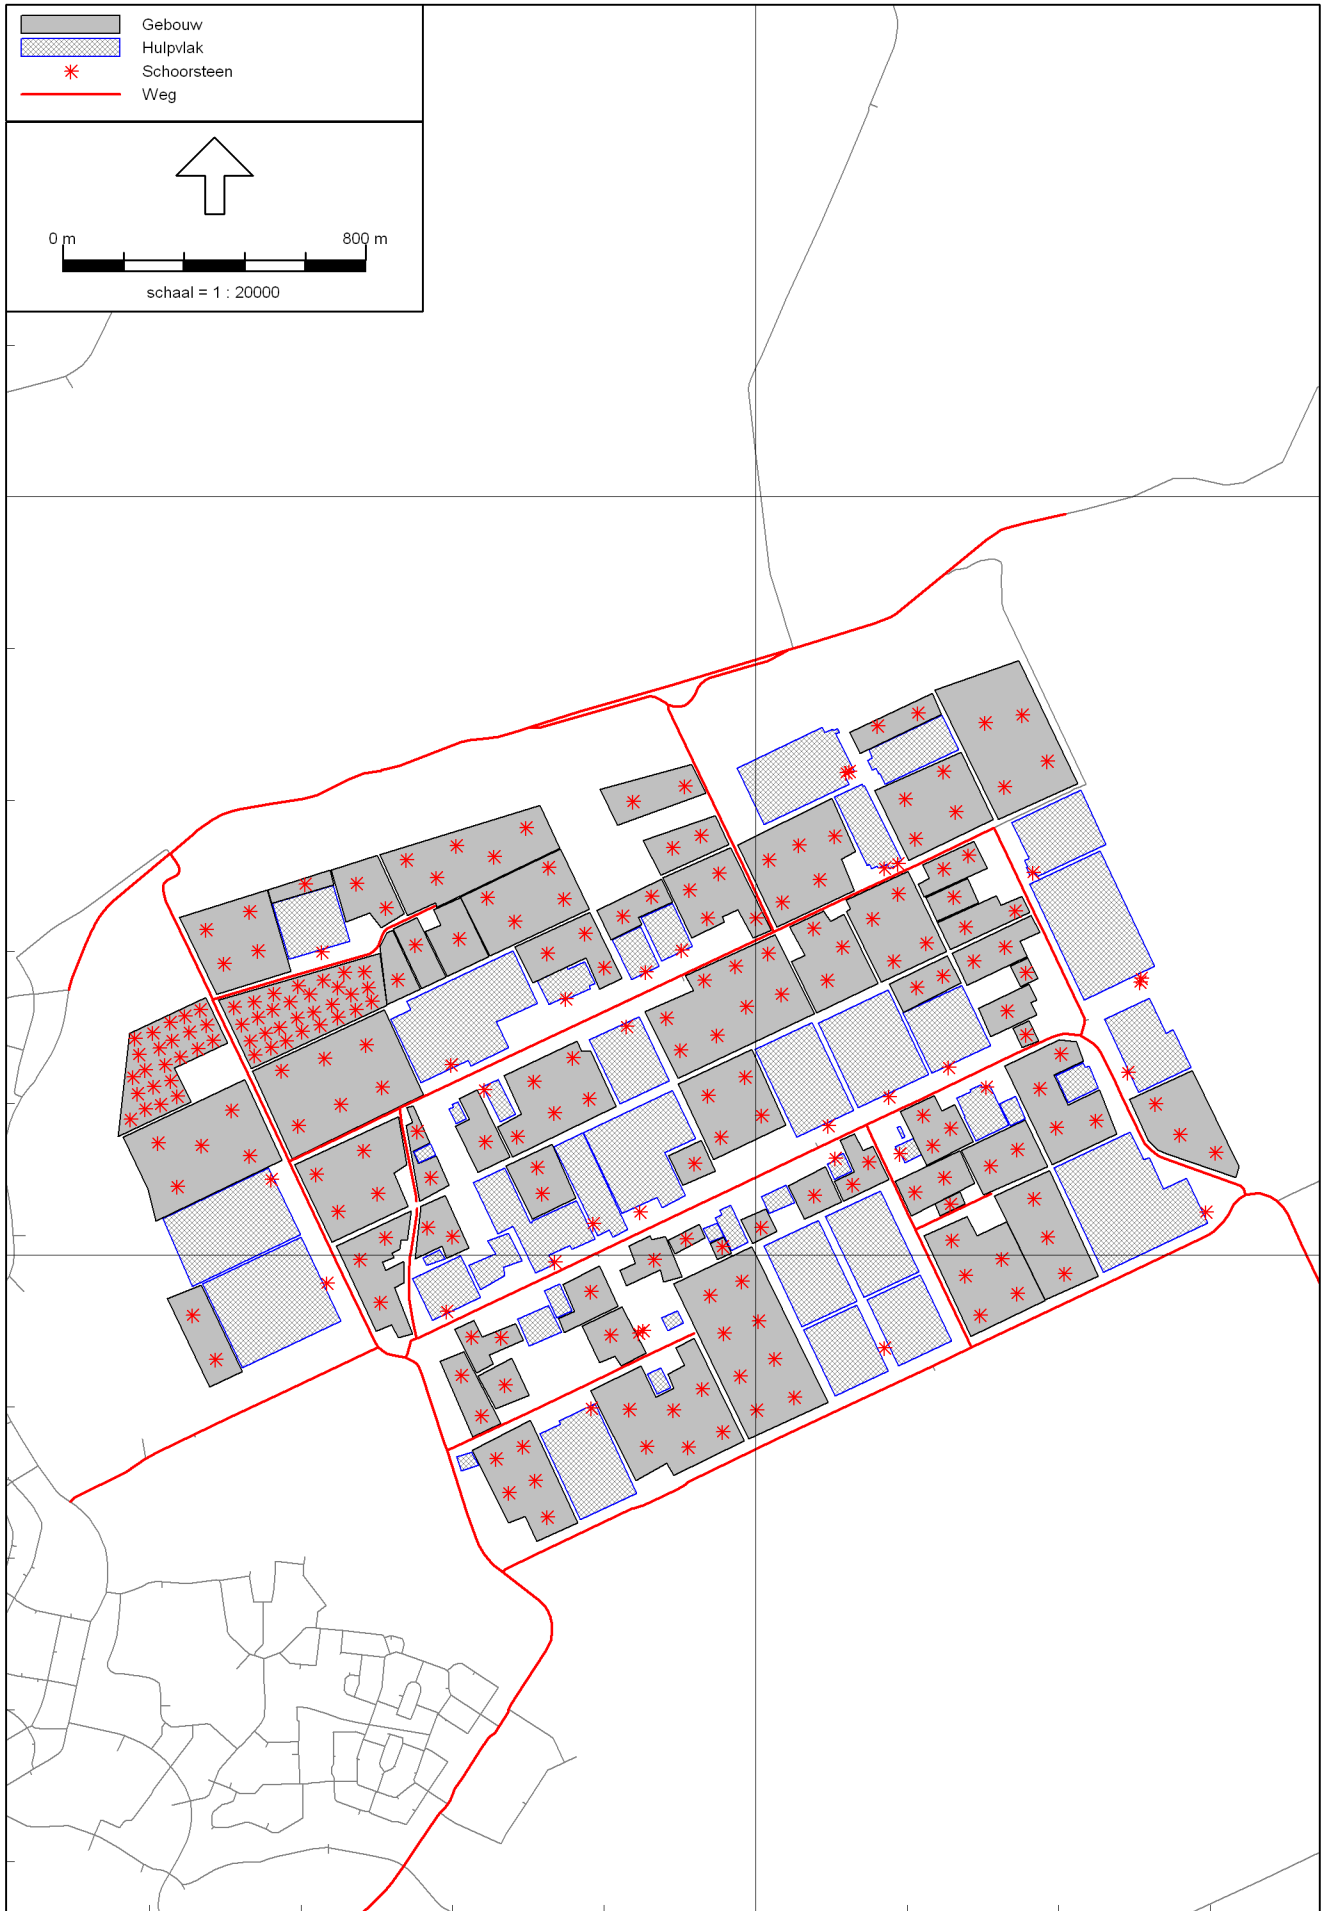 Gebouw
Hulpvlak
Schoorsteen
Weg
0 m 800 m
schaal = 1 : 20000